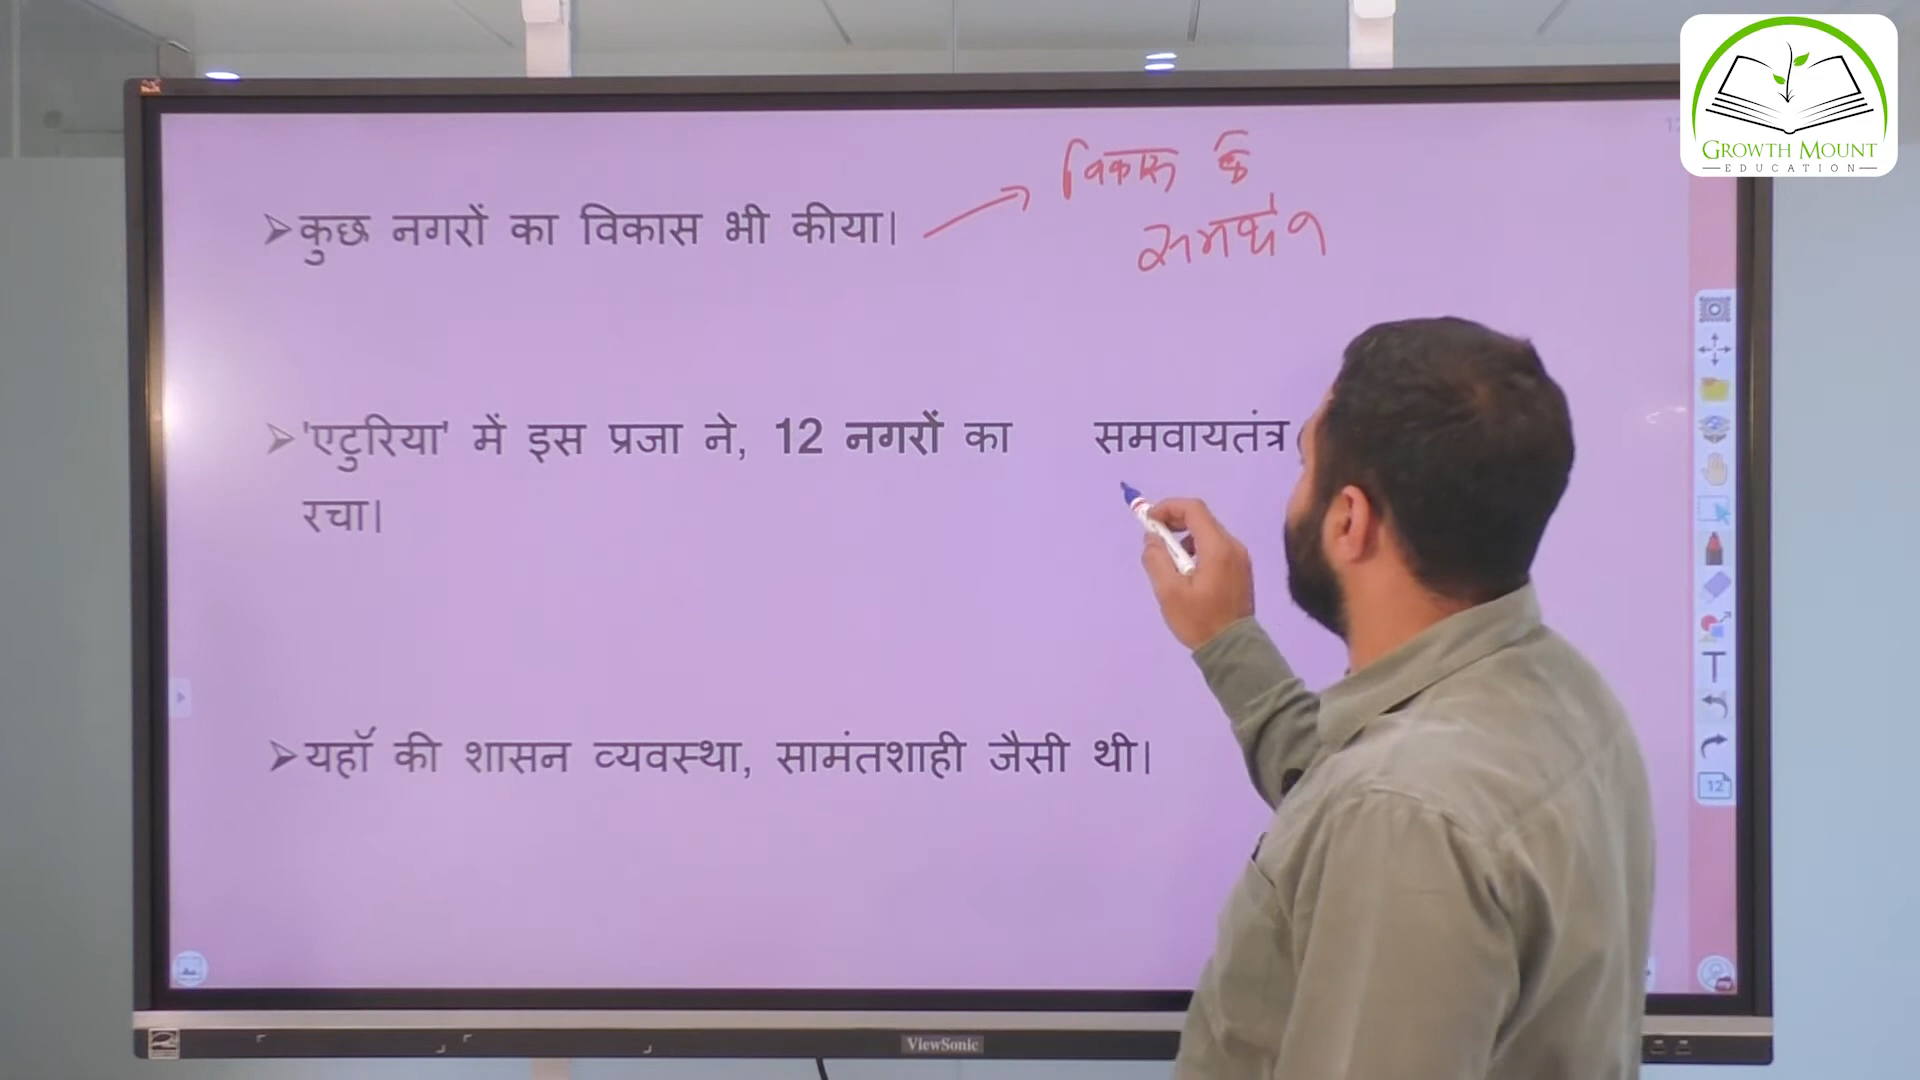 विकास के
समर्थन
➤कुछ नगरों का विकास भी कीया।
➤'एटुरिया' में इस प्रजा ने, 12 नगरों का समवायतंत्र
रचा।
➤यहाॅ की शासन व्यवस्था, सामंतशाही जैसी थी।
GROWTH MOUNT
EDUCATION
T
12
ViewSonic